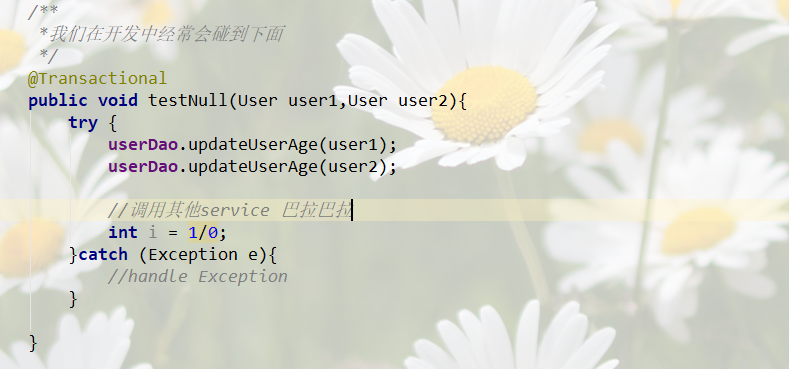 /**
 *我们在开发中经常会碰到下面
 */
@Transactional
public void testNull(User user1,User user2){
    try {
        userDao.updateUserAge(user1);
        userDao.updateUserAge(user2);
        //调用其他service 巴拉巴拉
        int i = 1/0;
    }catch (Exception e){
        //handle Exception
    }
}